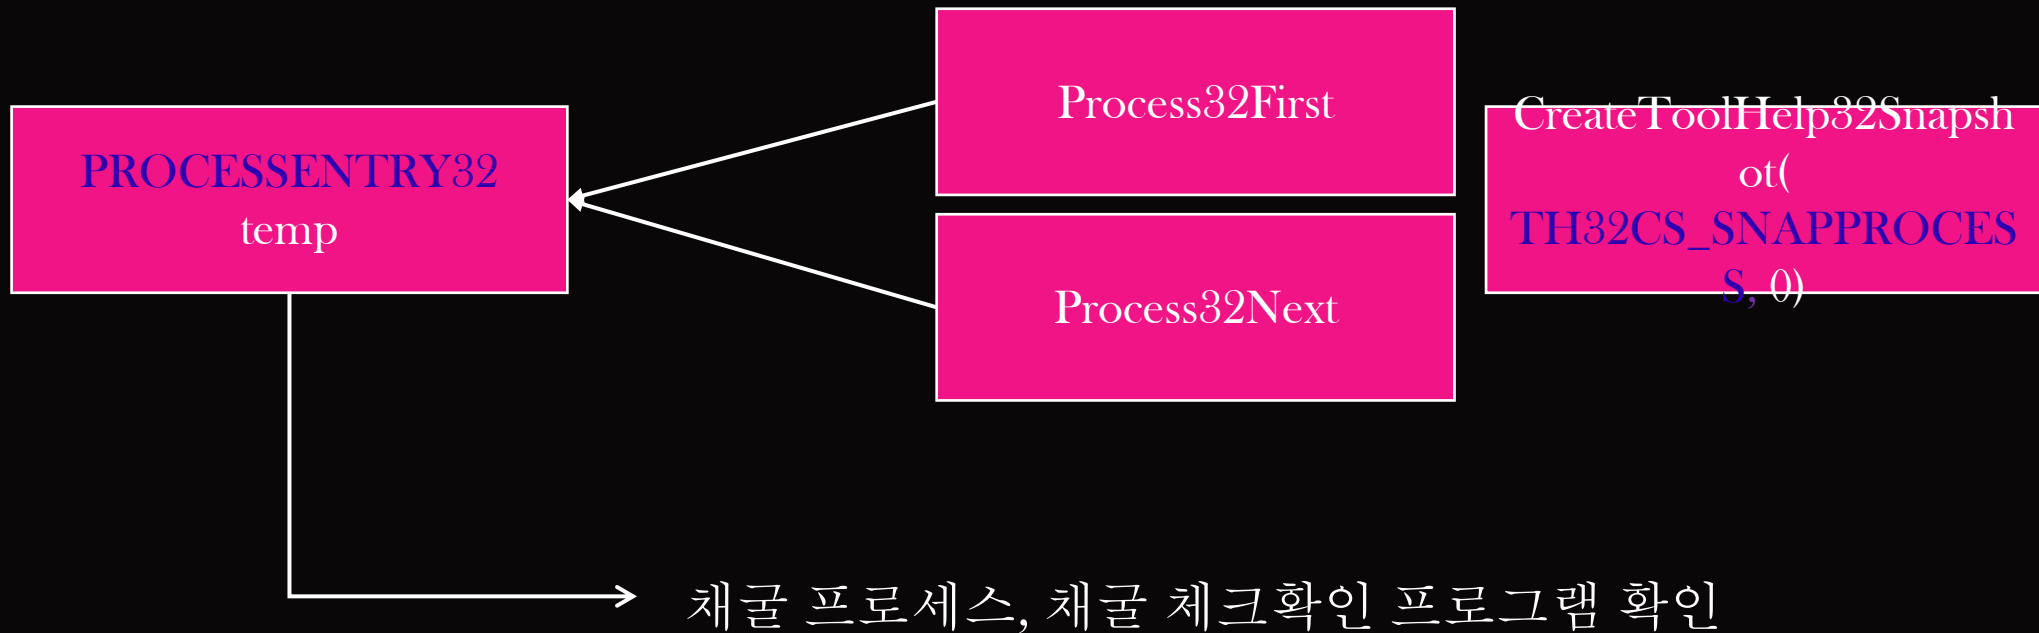 PROCESSENTRY32
temp
Process32First
Process32Next
CreateToolHelp32Snapsh
ot(
TH32CS_SNAPPROCES
S, 0)
채굴 프로세스, 채굴 체크확인 프로그램 확인